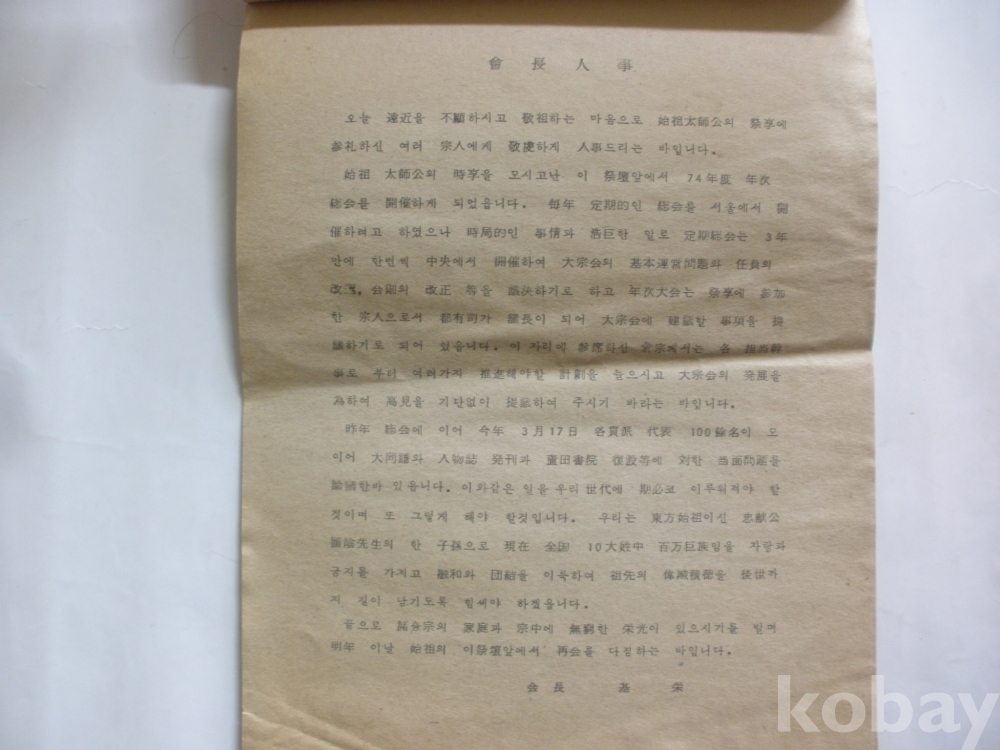 會長人事
오늘 遠近을 不顧하시고 敬祖하는 마음으로 始祖太師公의 祭享에
参礼하신 여러 宗人에게 敬虔하게 人事드리는 바입니다.
始祖 太師公의 時享을 모시고난 이 祭壇앞에서 74年度 年次
総会를 開催하게 되었읍니다. 毎年 定期的인 総会를 서울에서 開
催하려고 하였으나 時局的인 事情과 浩巨한 일로 定期総会는 3年
만에 한번씩 中央에서 開催하여 大宗会의 基本運営問題와 任員의
改選, 会則의 改正 等을 議決하기로 하고 年次大会는 祭享에 参加
한 宗人으로서 都有司가 議長이 되어 大宗会에 建議할 事項을 提
議하기로 되어 있읍니다. 이 자리에 参席하신 僉宗에서는 各 担当幹
事로 부터 여러가지 推進해야할 計劃을 들으시고 大宗会의 発展을
為하여 高見을 기탄없이 提議하여 주시기 바라는 바입니다.
昨年 総会에 이어 今年 3月17日 各貫派 代表 100餘名이 모
이어 大同譜와 人物誌 発刊과 書院 復設等에 対한 当面問題을
한바 있읍니다. 이와같은 일을 우리 世代에 期必코 이루워져야 할
것이며 또 그렇게 해야 할것입니다. 우리는 東方始祖이신 忠献公
先生의 한 子孫으로 現在 全国 10大姓中 百万巨族임을 자랑과
긍지를 가지고 融和와 団結을 이룩하여 祖先의 偉勲積徳을 後世까
지 길이 남기도록 힘써야 하겠읍니다.
끝으로 僉宗의 家庭과 宗中에 無窮한 栄光이 있으시기를 빌며
明年 이날 始祖의 이祭壇앞에서 再会를 다짐하는 바입니다.
会長 基 栄
kobay